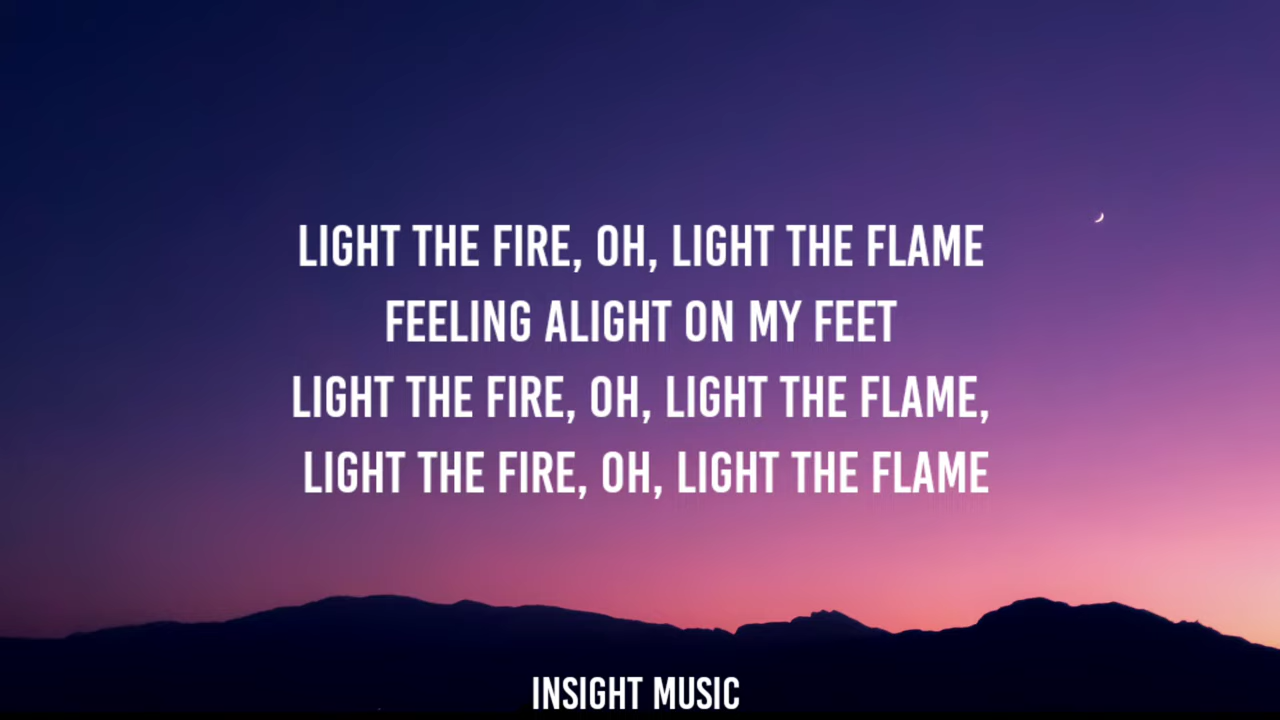 LIGHT THE FIRE, OH, LIGHT THE FLAME
FEELING ALIGHT ON MY FEET
LIGHT THE FIRE, OH, LIGHT THE FLAME,
LIGHT THE FIRE, OH, LIGHT THE FLAME
INSIGHT MUSIC